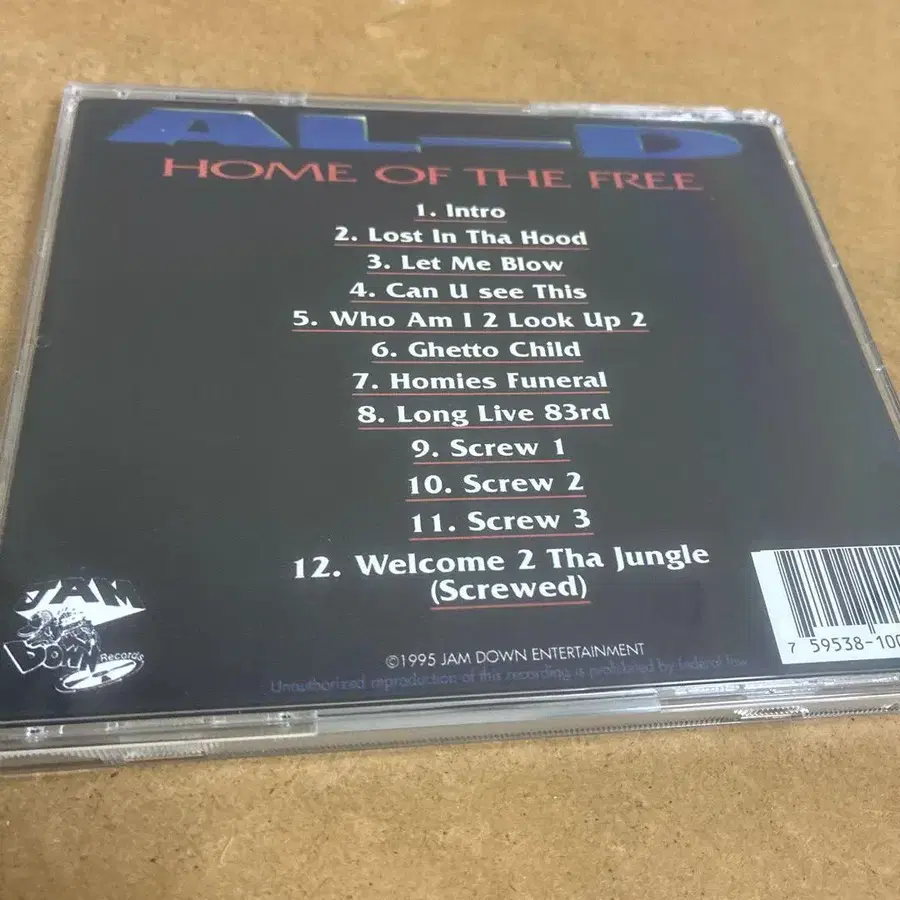 AL-D
HOME OF THE FREE
1. Intro
2. Lost In Tha Hood
3. Let Me Blow
4. Can U see This
5. Who Am I 2 Look Up 2
6. Ghetto Child
7. Homies Funeral
8. Long Live 83rd
9. Screw 1
10. Screw 2
11. Screw 3
12. Welcome 2 Tha Jungle
(Screwed)
JAM
DOWN Records
©1995 JAM DOWN ENTERTAINMENT
Unauthorized reproduction of this recording is prohibited by federal law
7 59538-100